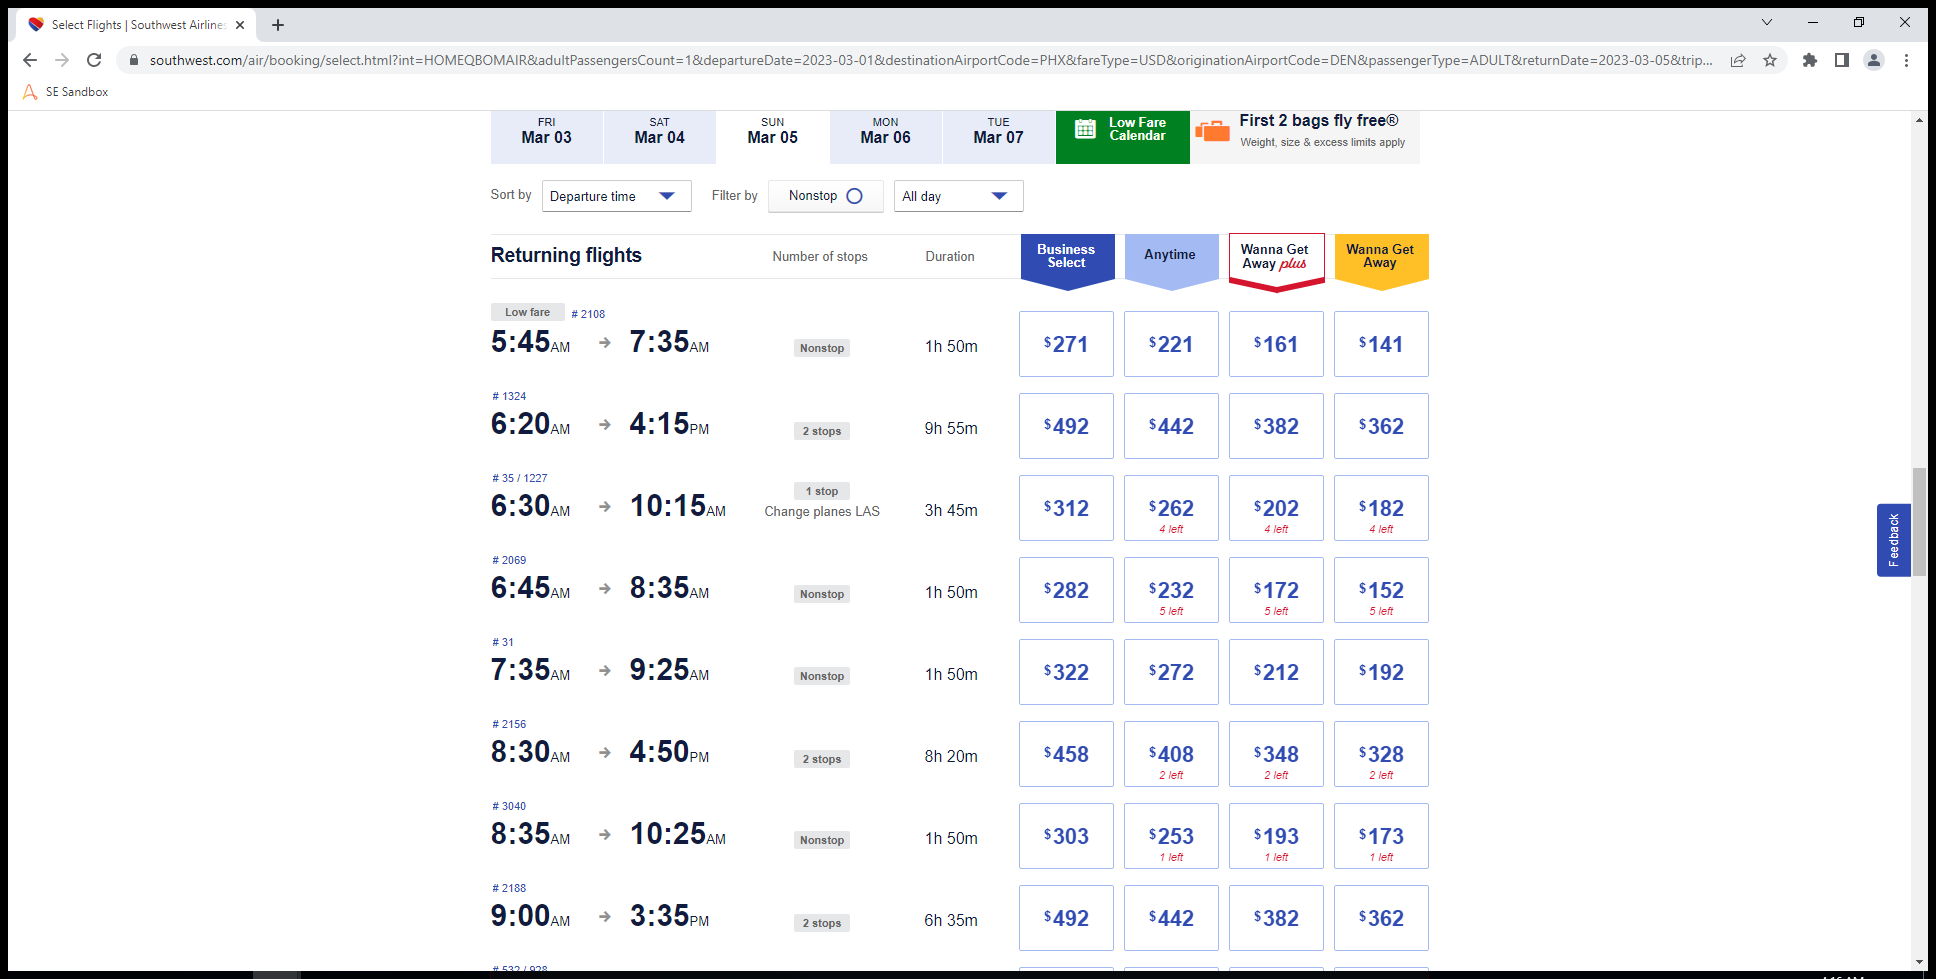 Select Flights | Southwest Airlines
southwest.com/air/booking/select.html?int=HOMEQBOMAIR&adultPassengersCount=1&departureDate=2023-03-01&destinationAirportCode=PHX&fareType=USD&originationAirportCode=DEN&passengerType=ADULT&returnDate=2023-03-05&trip...
SE Sandbox
FRI SAT SUN MON TUE
Mar 03 Mar 04 Mar 05 Mar 06 Mar 07
Low Fare
Calendar
First 2 bags fly free®
Weight, size & excess limits apply
Sort by Departure time Filter by Nonstop All day
Returning flights Number of stops Duration
Business
Select
Anytime
Wanna Get
Away plus
Wanna Get
Away
Low fare # 2108
5:45AM 7:35AM Nonstop 1h 50m $271 $221 $161 $141
# 1324
6:20AM 4:15PM 2 stops 9h 55m $492 $442 $382 $362
# 35 / 1227
6:30AM 10:15AM 1 stop 3h 45m $312 $262 $202 $182
Change planes LAS
4 left 4 left 4 left
# 2069
6:45AM 8:35AM Nonstop 1h 50m $282 $232 $172 $152
5 left 5 left 5 left
# 31
7:35AM 9:25AM Nonstop 1h 50m $322 $272 $212 $192
# 2156
8:30AM 4:50PM 2 stops 8h 20m $458 $408 $348 $328
2 left 2 left 2 left
# 3040
8:35AM 10:25AM Nonstop 1h 50m $303 $253 $193 $173
1 left 1 left 1 left
# 2188
9:00AM 3:35PM 2 stops 6h 35m $492 $442 $382 $362
# 532 / 928
Feedback